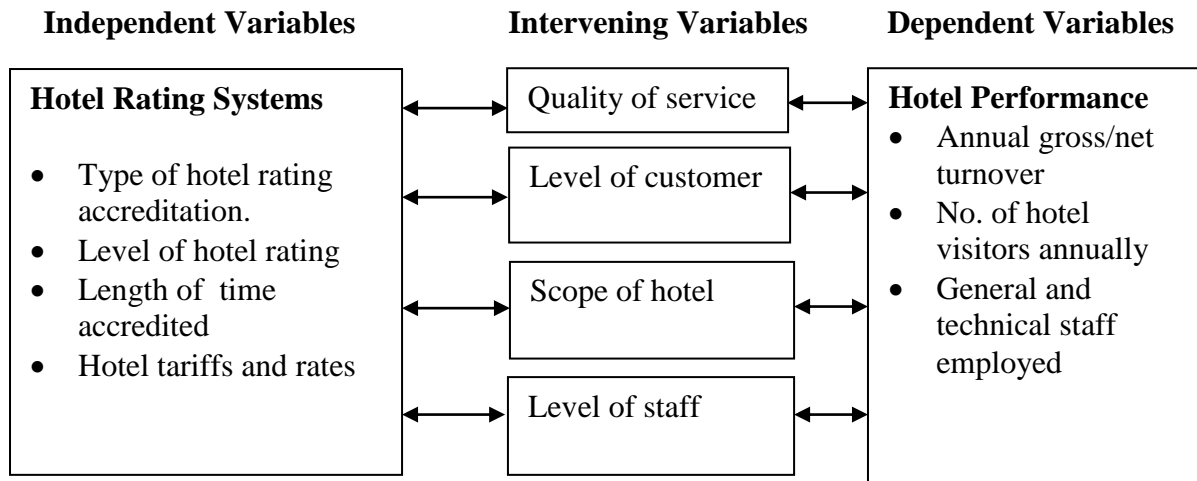 Independent Variables
Intervening Variables
Dependent Variables
Hotel Rating Systems
• Type of hotel rating
accreditation.
• Level of hotel rating
• Length of time
accredited
• Hotel tariffs and rates
Quality of service
Level of customer
Scope of hotel
Level of staff
Hotel Performance
• Annual gross/net
turnover
• No. of hotel
visitors annually
• General and
technical staff
employed